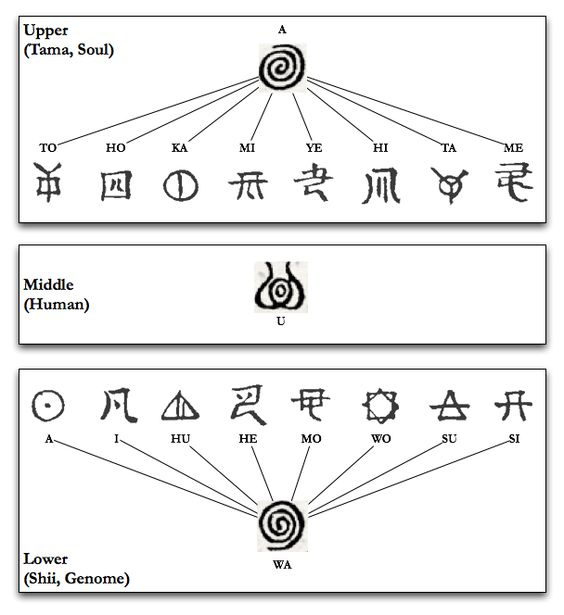 Upper
(Tama, Soul)
A
TO HO KA MI YE HI TA ME
Middle
(Human)
U
A I HU HE MO WO SU SI
WA
Lower
(Shii, Genome)